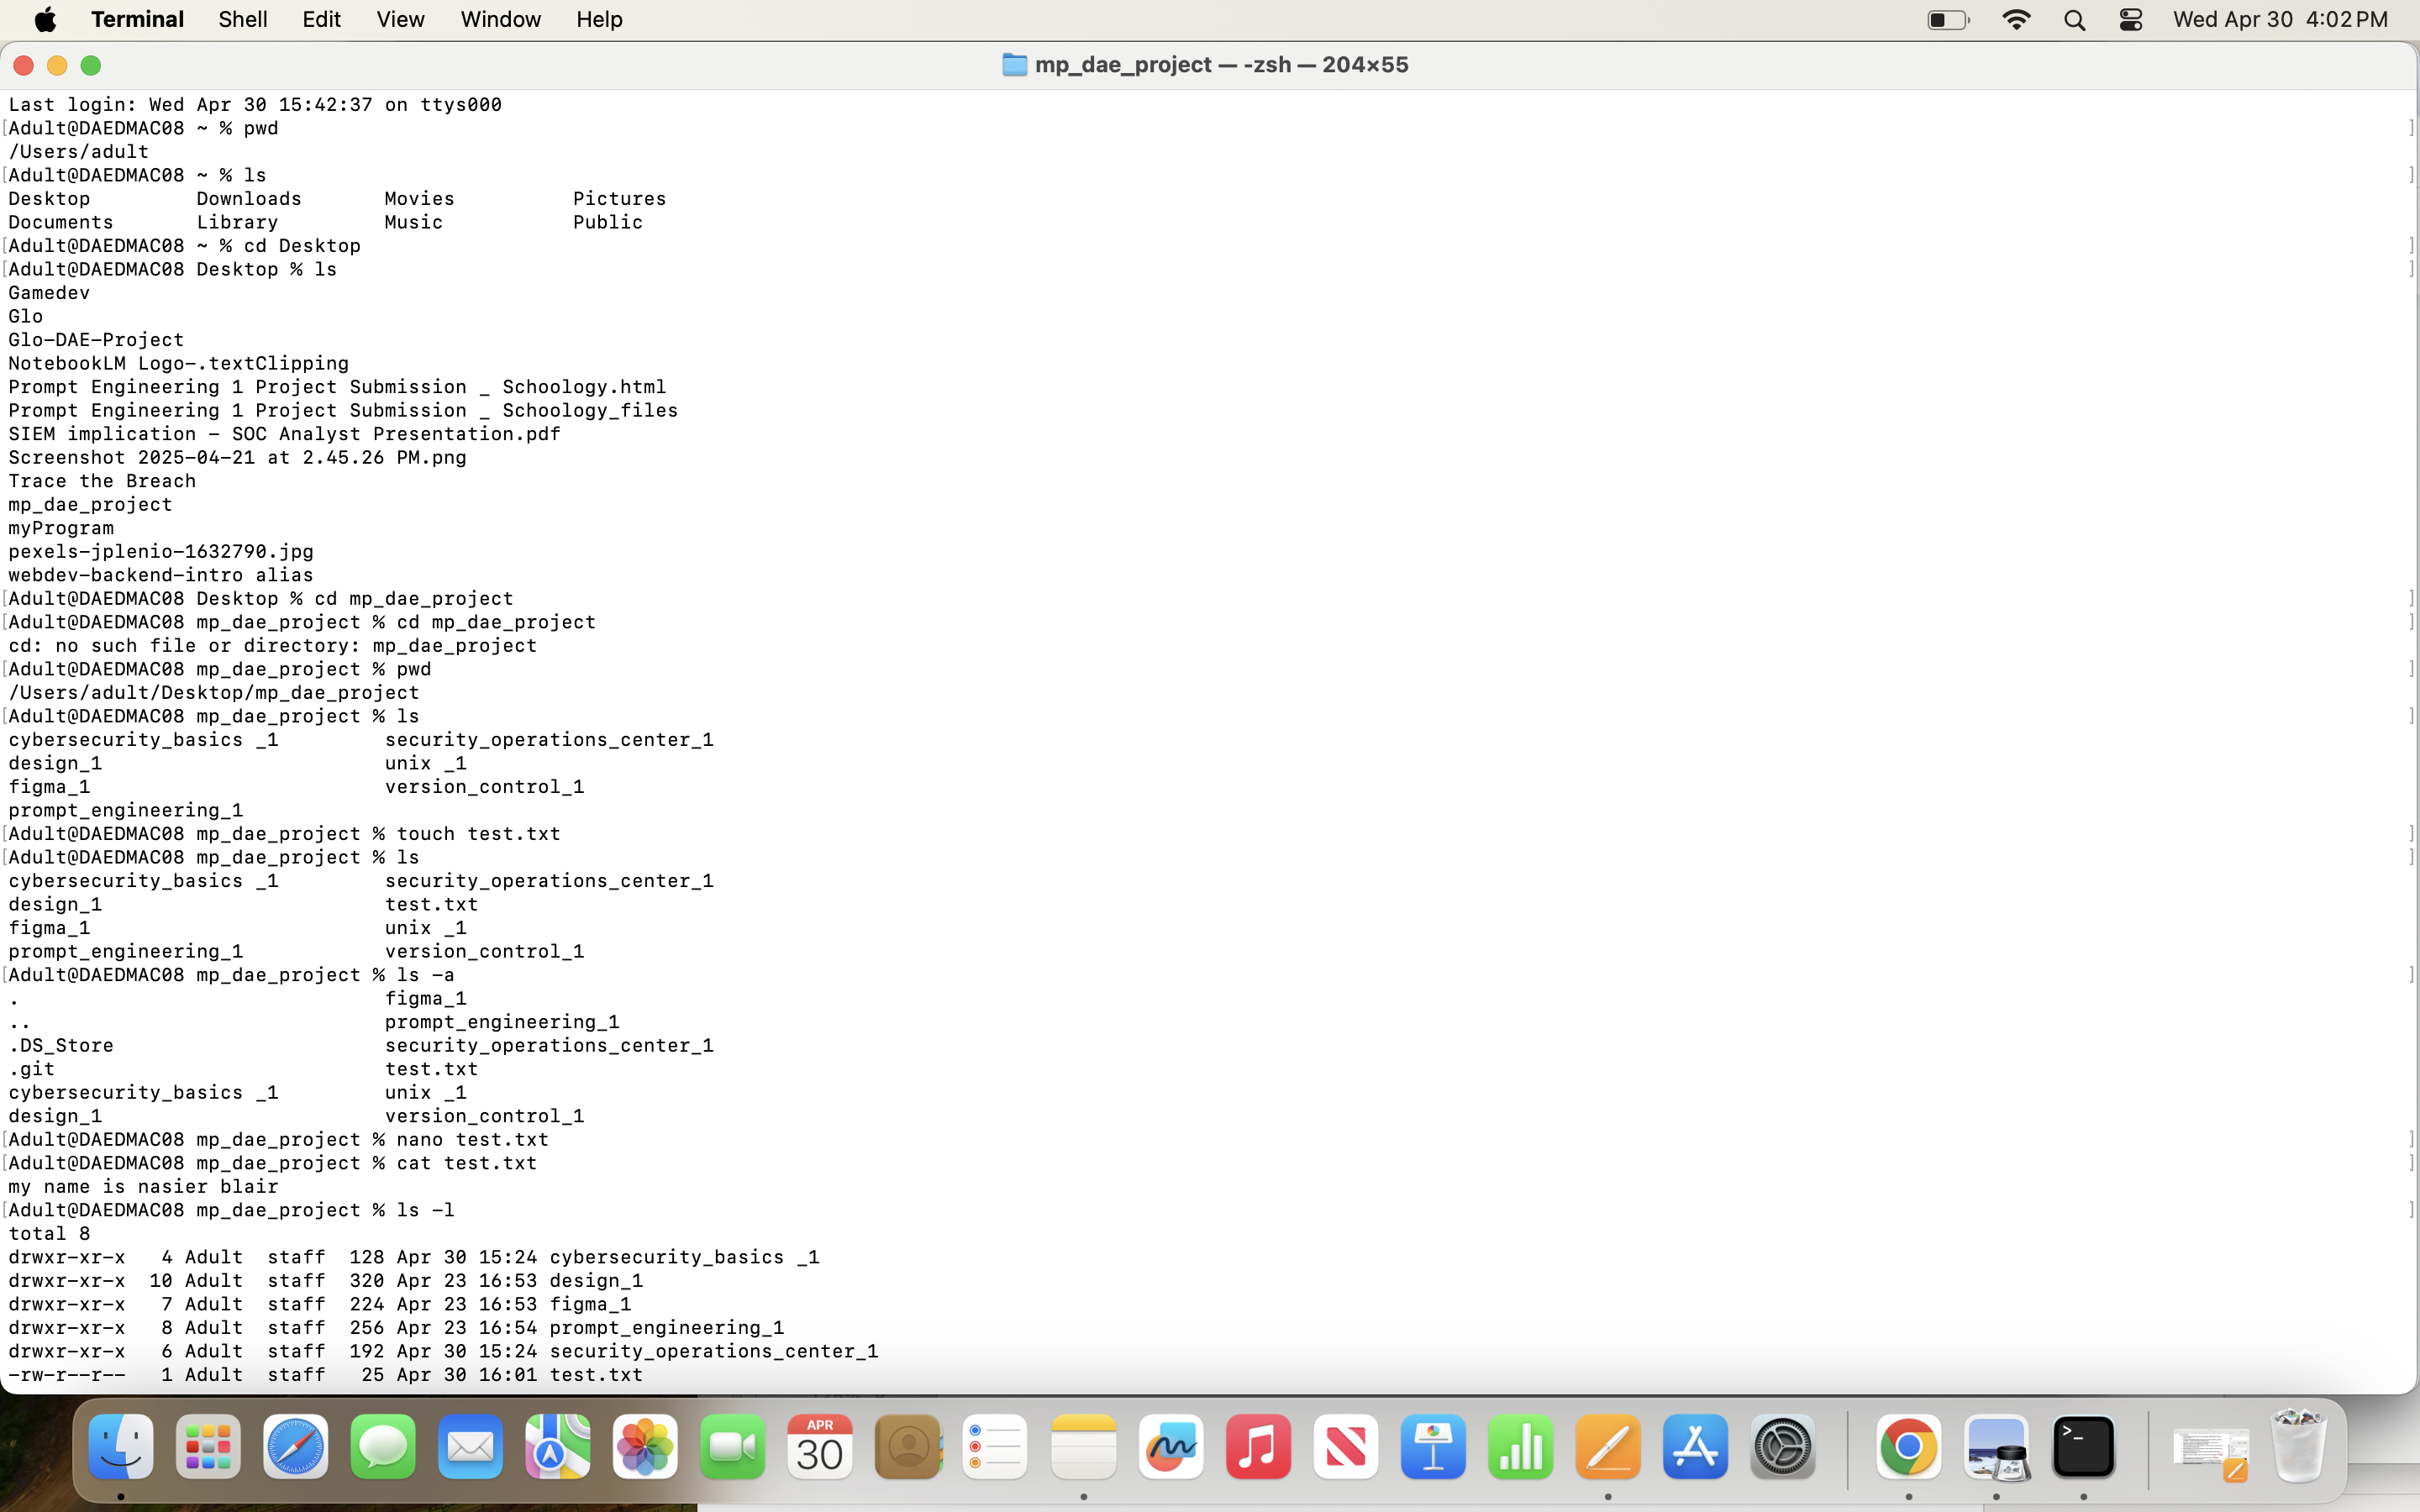 Terminal Shell Edit View Window Help Wed Apr 30 4:02 PM
mp_dae_project — -zsh — 204×55
Last login: Wed Apr 30 15:42:37 on ttys000
[Adult@DAEDMAC08 ~ % pwd ]
/Users/adult
[Adult@DAEDMAC08 ~ % ls ]
Desktop Downloads Movies Pictures
Documents Library Music Public
[Adult@DAEDMAC08 ~ % cd Desktop ]
[Adult@DAEDMAC08 Desktop % ls ]
Gamedev
Glo
Glo-DAE-Project
NotebookLM Logo-.textClipping
Prompt Engineering 1 Project Submission _ Schoology.html
Prompt Engineering 1 Project Submission _ Schoology_files
SIEM implication - SOC Analyst Presentation.pdf
Screenshot 2025-04-21 at 2.45.26 PM.png
Trace the Breach
mp_dae_project
myProgram
pexels-jplenio-1632790.jpg
webdev-backend-intro alias
[Adult@DAEDMAC08 Desktop % cd mp_dae_project ]
[Adult@DAEDMAC08 mp_dae_project % cd mp_dae_project ]
cd: no such file or directory: mp_dae_project
[Adult@DAEDMAC08 mp_dae_project % pwd ]
/Users/adult/Desktop/mp_dae_project
[Adult@DAEDMAC08 mp_dae_project % ls ]
cybersecurity_basics _1 security_operations_center_1
design_1 unix _1
figma_1 version_control_1
prompt_engineering_1
[Adult@DAEDMAC08 mp_dae_project % touch test.txt ]
[Adult@DAEDMAC08 mp_dae_project % ls ]
cybersecurity_basics _1 security_operations_center_1
design_1 test.txt
figma_1 unix _1
prompt_engineering_1 version_control_1
[Adult@DAEDMAC08 mp_dae_project % ls -a ]
. figma_1
.. prompt_engineering_1
.DS_Store security_operations_center_1
.git test.txt
cybersecurity_basics _1 unix _1
design_1 version_control_1
[Adult@DAEDMAC08 mp_dae_project % nano test.txt ]
[Adult@DAEDMAC08 mp_dae_project % cat test.txt ]
my name is nasier blair
[Adult@DAEDMAC08 mp_dae_project % ls -l ]
total 8
drwxr-xr-x 4 Adult staff 128 Apr 30 15:24 cybersecurity_basics _1
drwxr-xr-x 10 Adult staff 320 Apr 23 16:53 design_1
drwxr-xr-x 7 Adult staff 224 Apr 23 16:53 figma_1
drwxr-xr-x 8 Adult staff 256 Apr 23 16:54 prompt_engineering_1
drwxr-xr-x 6 Adult staff 192 Apr 30 15:24 security_operations_center_1
-rw-r--r-- 1 Adult staff 25 Apr 30 16:01 test.txt
APR
30
>_